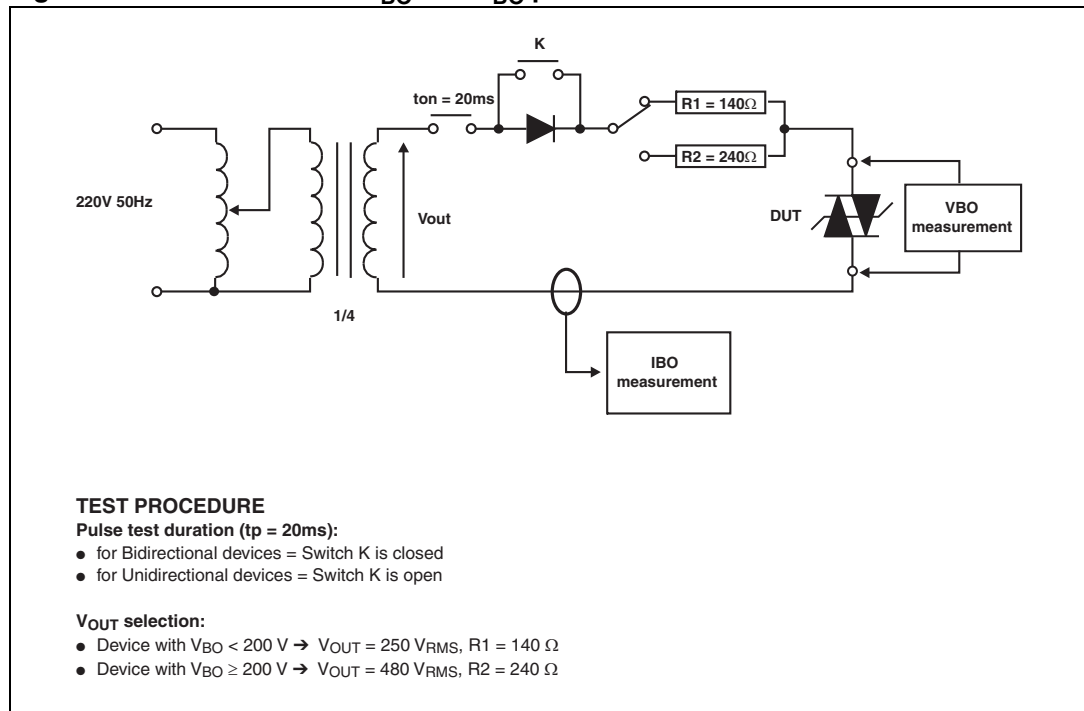 K
ton = 20ms
R1 = 140Ω
R2 = 240Ω
220V 50Hz
Vout
DUT
VBO
measurement
1/4
IBO
measurement
TEST PROCEDURE
Pulse test duration (tp = 20ms):
● for Bidirectional devices = Switch K is closed
● for Unidirectional devices = Switch K is open
VOUT selection:
● Device with VBO < 200 V ➔ VOUT = 250 VRMS, R1 = 140 Ω
● Device with VBO ≥ 200 V ➔ VOUT = 480 VRMS, R2 = 240 Ω